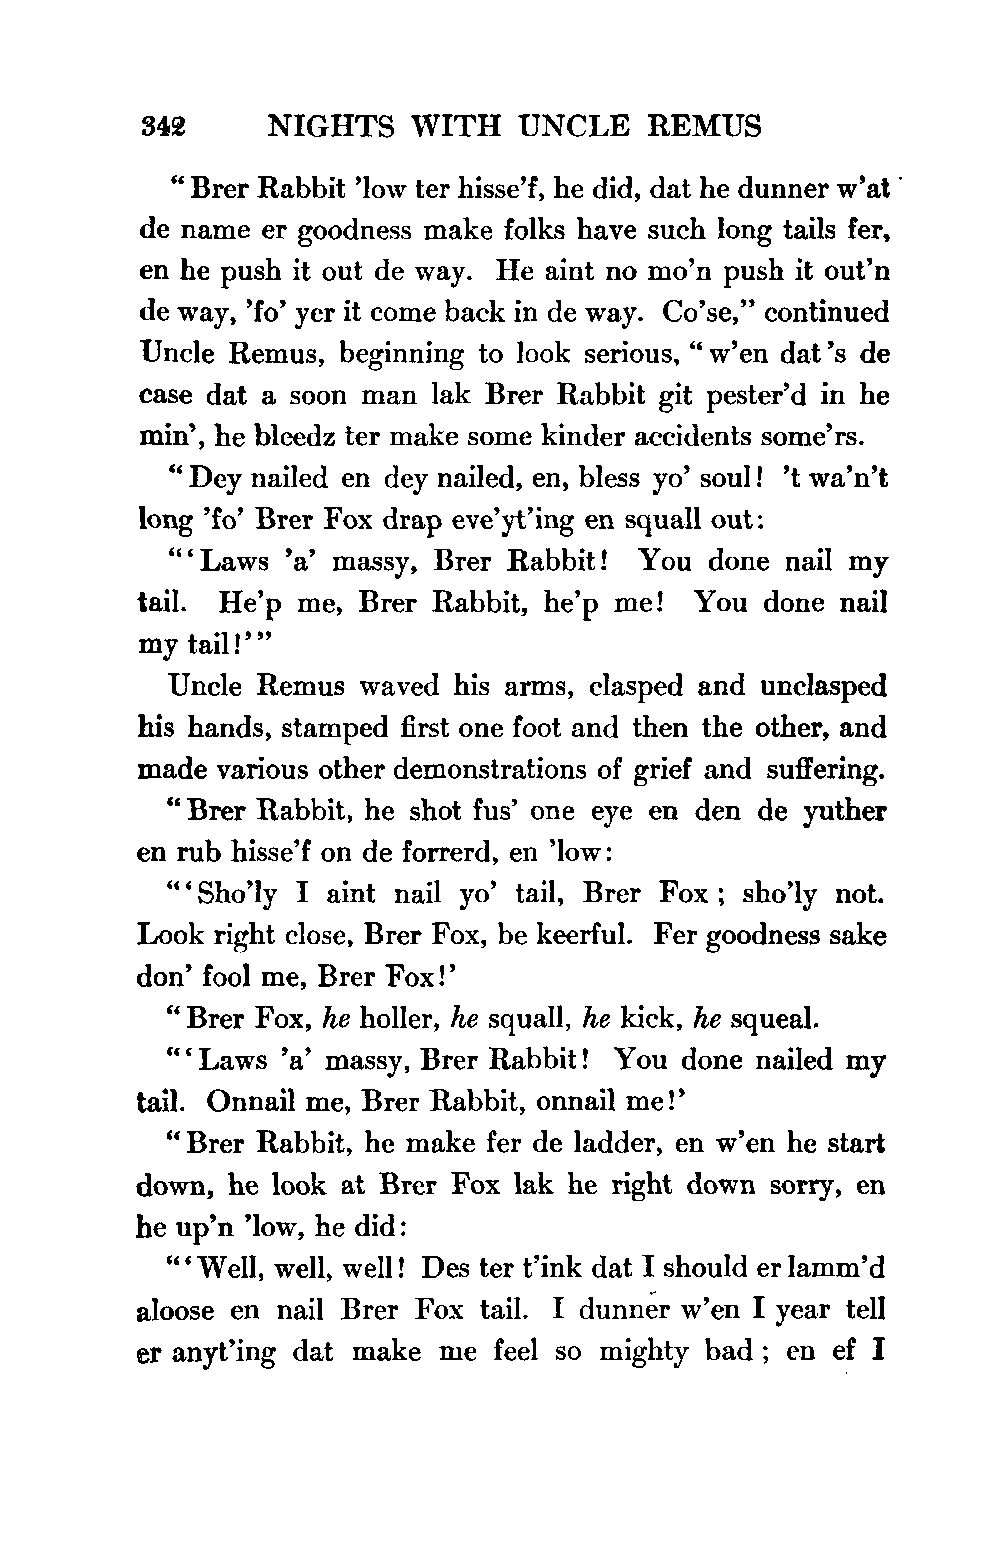 342 NIGHTS WITH UNCLE REMUS
“Brer Rabbit ’low ter hisse’f, he did, dat he dunner w’at
de name er goodness make folks have such long tails fer,
en he push it out de way. He aint no mo’n push it out’n
de way, ’fo’ yer it come back in de way. Co’se,” continued
Uncle Remus, beginning to look serious, “w’en dat ’s de
case dat a soon man lak Brer Rabbit git pester’d in he
min’, he bleedz ter make some kinder accidents some’rs.
“Dey nailed en dey nailed, en, bless yo’ soul! ’t wa’n’t
long ’fo’ Brer Fox drap eve’yt’ing en squall out:
“‘Laws ’a’ massy, Brer Rabbit! You done nail my
tail. He’p me, Brer Rabbit, he’p me! You done nail
my tail!’”
Uncle Remus waved his arms, clasped and unclasped
his hands, stamped first one foot and then the other, and
made various other demonstrations of grief and suffering.
“Brer Rabbit, he shot fus’ one eye en den de yuther
en rub hisse’f on de forrerd, en ’low:
“‘Sho’ly I aint nail yo’ tail, Brer Fox; sho’ly not.
Look right close, Brer Fox, be keerful. Fer goodness sake
don’ fool me, Brer Fox!’
“Brer Fox, he holler, he squall, he kick, he squeal.
“‘Laws ’a’ massy, Brer Rabbit! You done nailed my
tail. Onnail me, Brer Rabbit, onnail me!’
“Brer Rabbit, he make fer de ladder, en w’en he start
down, he look at Brer Fox lak he right down sorry, en
he up’n ’low, he did:
“‘Well, well, well! Des ter t’ink dat I should er lamm’d
aloose en nail Brer Fox tail. I dunner w’en I year tell
er anyt’ing dat make me feel so mighty bad; en ef I